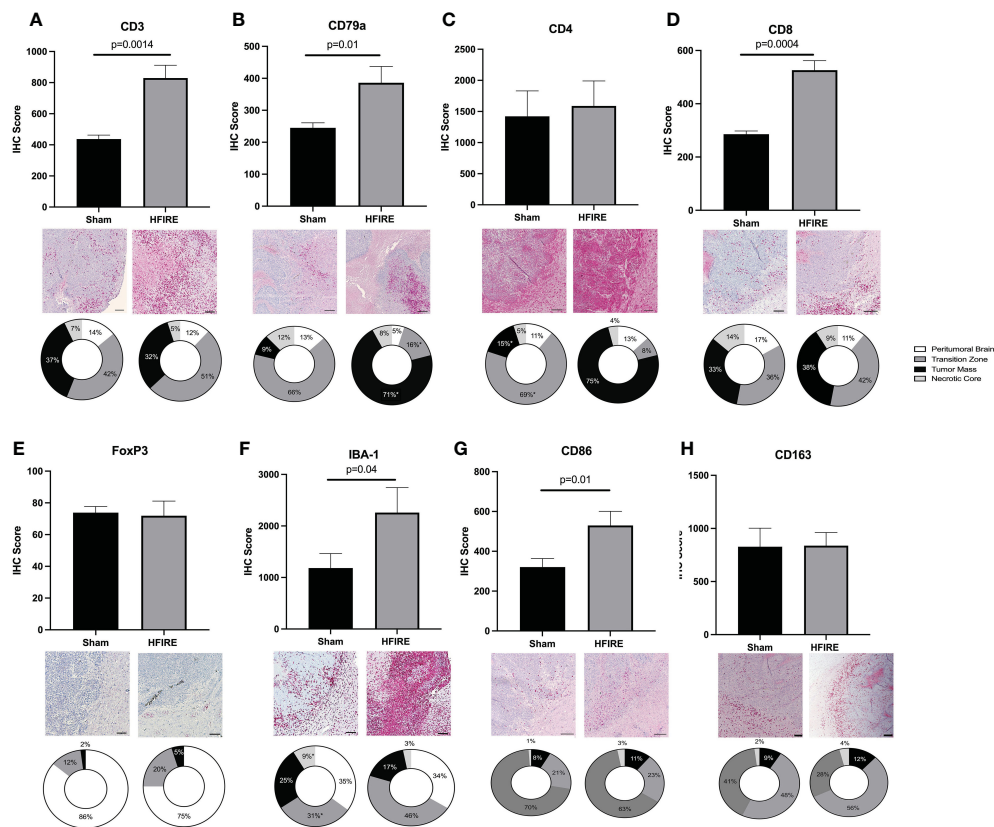 A
CD3
p=0.0014
IHC Score
1000
800
600
400
200
0
Sham
HFIRE
7%
14%
37%
42%
5%
12%
32%
51%
B
CD79a
p=0.01
IHC Score
500
400
300
200
100
0
Sham
HFIRE
12%
13%
9%
66%
8%
5%
16%*
71%*
C
CD4
IHC Score
2500
2000
1500
1000
500
0
Sham
HFIRE
5%
11%
15%*
69%*
4%
13%
8%
75%
D
CD8
p=0.0004
IHC Score
600
400
200
0
Sham
HFIRE
14%
17%
33%
36%
9%
11%
38%
42%
Peritumoral Brain
Transition Zone
Tumor Mass
Necrotic Core
E
FoxP3
IHC Score
100
80
60
40
20
0
Sham
HFIRE
2%
12%
86%
5%
20%
75%
F
IBA-1
p=0.04
IHC Score
3000
2000
1000
0
Sham
HFIRE
9%*
35%
25%
31%*
3%
34%
17%
46%
G
CD86
p=0.01
IHC Score
800
600
400
200
0
Sham
HFIRE
1%
8%
21%
70%
3%
11%
23%
63%
H
CD163
IHC Score
1500
1000
500
0
Sham
HFIRE
2%
9%
41%
48%
4%
12%
28%
56%